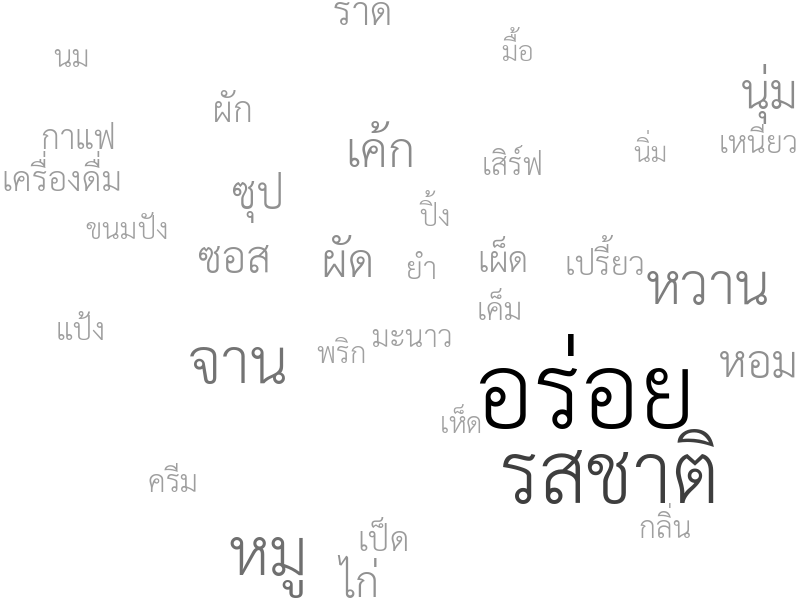 ราด
มื้อ
นม
นุ่ม
ผัก
กาแฟ
เค้ก
เหนียว
นิ่ม
เสิร์ฟ
เครื่องดื่ม
ซุป
ปิ้ง
ขนมปัง
ซอส
ผัด
ยำ
เผ็ด
เปรี้ยว
หวาน
เค็ม
แป้ง
มะนาว
พริก
จาน
หอม
อร่อย
เห็ด
รสชาติ
ครีม
กลิ่น
เป็ด
หมู
ไก่